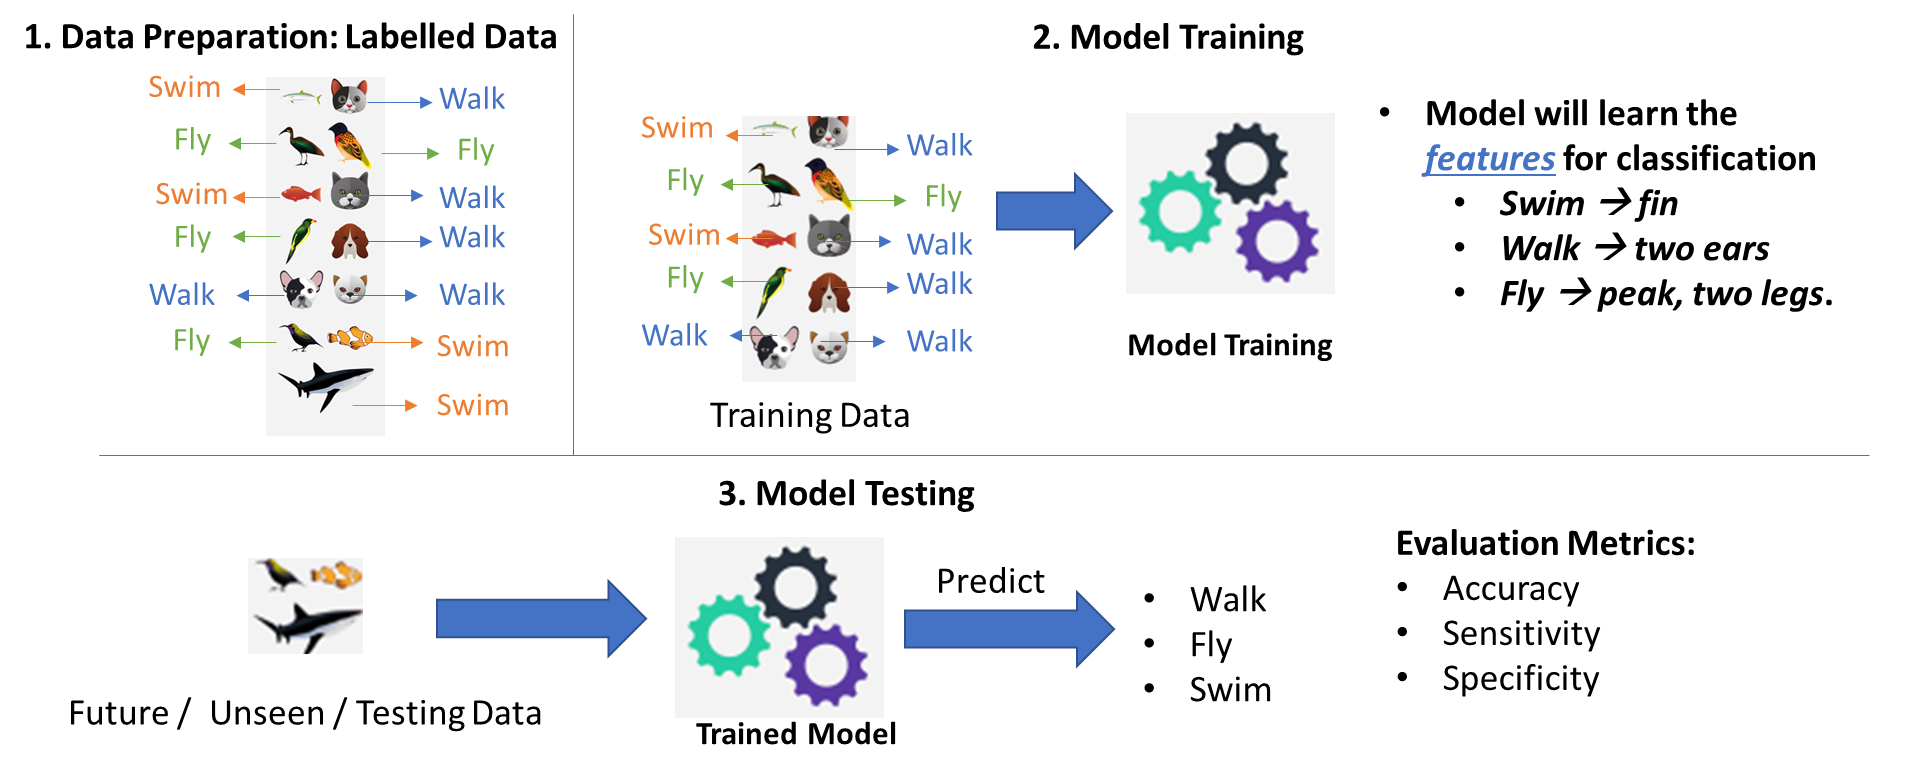 1. Data Preparation: Labelled Data
Swim
Walk
Fly
Fly
Swim
Walk
Fly
Walk
Walk
Walk
Fly
Swim
Swim
2. Model Training
Swim
Walk
Fly
Fly
Swim
Walk
Fly
Walk
Walk
Walk
Training Data
Model Training
• Model will learn the
features for classification
• Swim → fin
• Walk → two ears
• Fly → peak, two legs.
3. Model Testing
Future / Unseen / Testing Data
Trained Model
Predict
• Walk
• Fly
• Swim
Evaluation Metrics:
• Accuracy
• Sensitivity
• Specificity